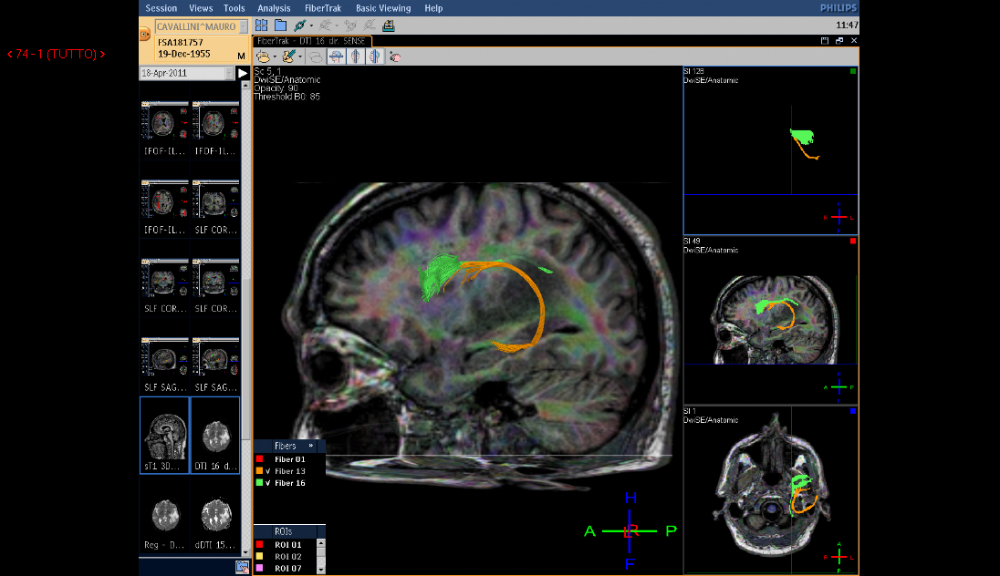 Session Views Tools Analysis FiberTrak Basic Viewing Help PHILIPS
11:47
CAVALLINI^MAURO
FSA181757
19-Dec-1955 M
< 74 - 1 (TUTTO) >
18-Apr-2011
FiberTrak - DTI 16 dir. SENSE
Sc 5, 1
DwiSE/Anatomic
Opacity: 90
Threshold B0: 85
IFOF-IL... IFOF-IL...
IFOF-IL... SLF COR...
SLF COR... SLF COR...
SLF SAG... SLF SAG...
sT1 3D... DTI 16 d...
Reg - D... dDTI 15...
Fibers »
Fiber 01
v Fiber 13
v Fiber 16
ROIs
ROI 01
ROI 02
ROI 07
H
A R P
F
Sl 128
DwiSE/Anatomic
R L
Sl 49
DwiSE/Anatomic
A P
Sl 1
DwiSE/Anatomic
A
R L